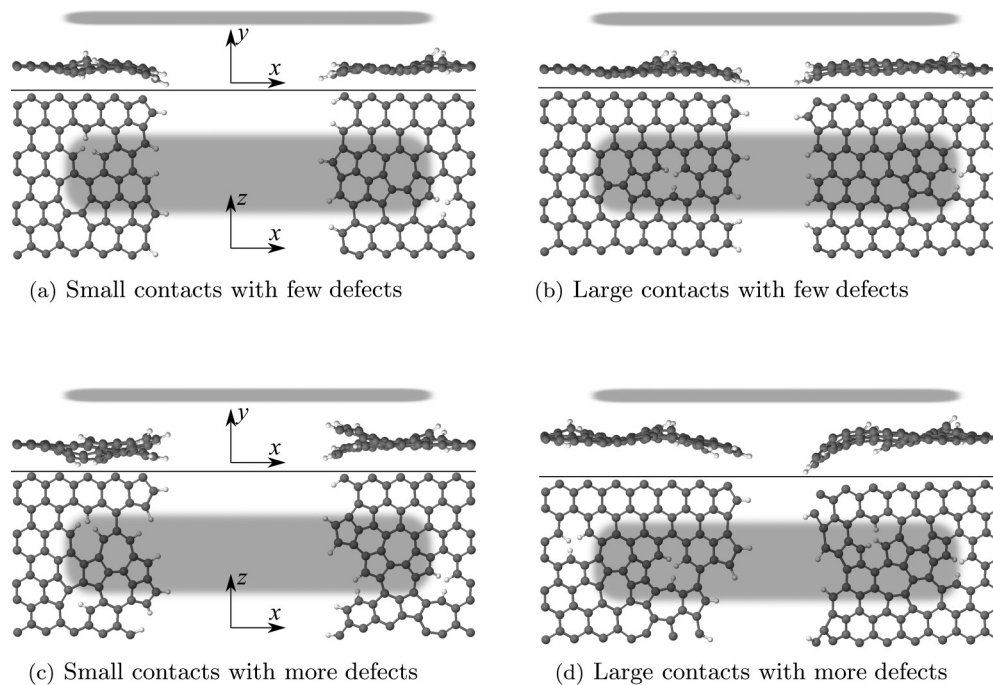 y
x
z
x
(a) Small contacts with few defects
(b) Large contacts with few defects
y
x
z
x
(c) Small contacts with more defects
(d) Large contacts with more defects